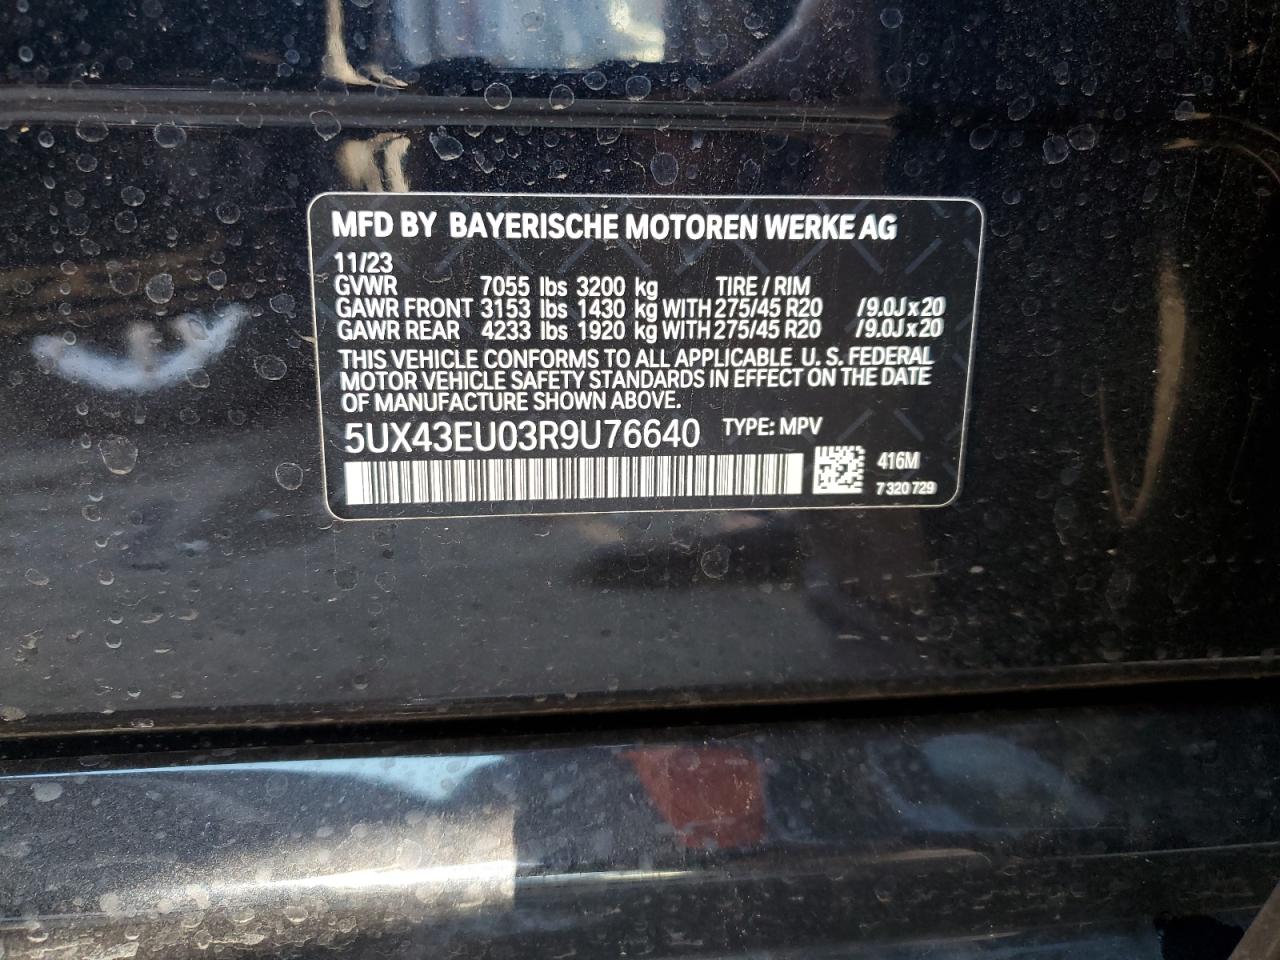 MFD BY BAYERISCHE MOTOREN WERKE AG
11/23
GVWR 7055 lbs 3200 kg TIRE / RIM
GAWR FRONT 3153 lbs 1430 kg WITH 275/45 R20 /9.0J x 20
GAWR REAR 4233 lbs 1920 kg WITH 275/45 R20 /9.0J x 20
THIS VEHICLE CONFORMS TO ALL APPLICABLE U. S. FEDERAL
MOTOR VEHICLE SAFETY STANDARDS IN EFFECT ON THE DATE
OF MANUFACTURE SHOWN ABOVE.
5UX43EU03R9U76640 TYPE: MPV
416M
7 320 729